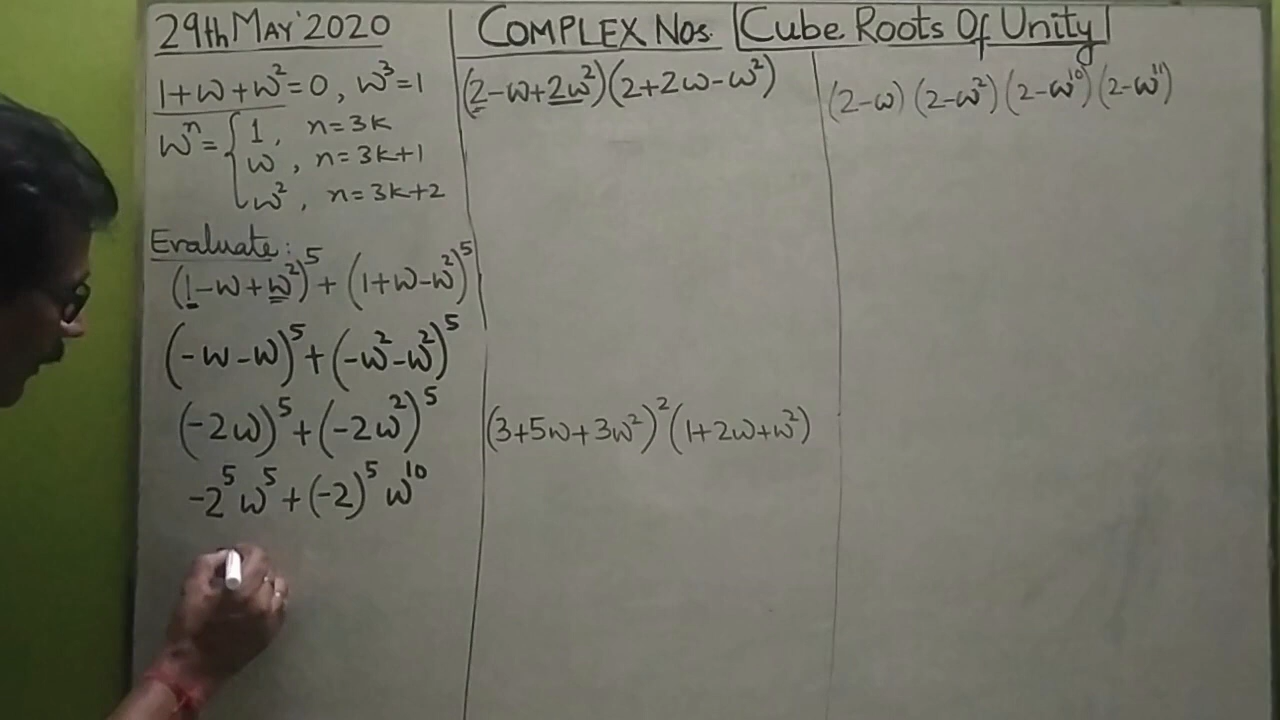 29th MAY'2020
COMPLEX Nos. Cube Roots Of Unity
1+ω+ω²=0, ω³=1
ωⁿ= { 1, n=3k
ω, n=3k+1
ω², n=3k+2
Evaluate:
(1-ω+ω²)⁵+(1+ω-ω²)⁵
(-ω-ω)⁵+(-ω²-ω²)⁵
(-2ω)⁵+(-2ω²)⁵
-2⁵ω⁵+(-2)⁵ω¹⁰
(2-ω+2ω²)(2+2ω-ω²)
(3+5ω+3ω²)²(1+2ω+ω²)
(2-ω)(2-ω²)(2-ω¹⁰)(2-ω¹¹)